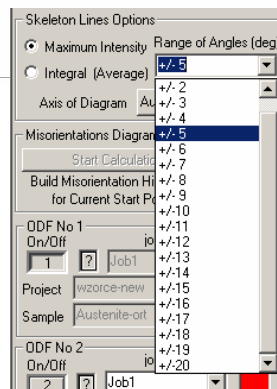 Skeleton Lines Options
Maximum Intensity Range of Angles (deg
Integral (Average) +/- 5
+/- 2
Axis of Diagram Au +/- 3
+/- 4
Misorientations Diagram +/- 5
+/- 6
Start Calculatio +/- 7
Build Misorientation Hi +/- 8
for Current Start Po +/- 9
+/-10
ODF No 1 +/-11
On/Off jo +/-12
1 ? Job1 +/-13
+/-14
Project wzorce-new +/-15
+/-16
Sample Austenite-ort +/-17
+/-18
ODF No 2 +/-19
On/Off jo +/-20
2 ? Job1